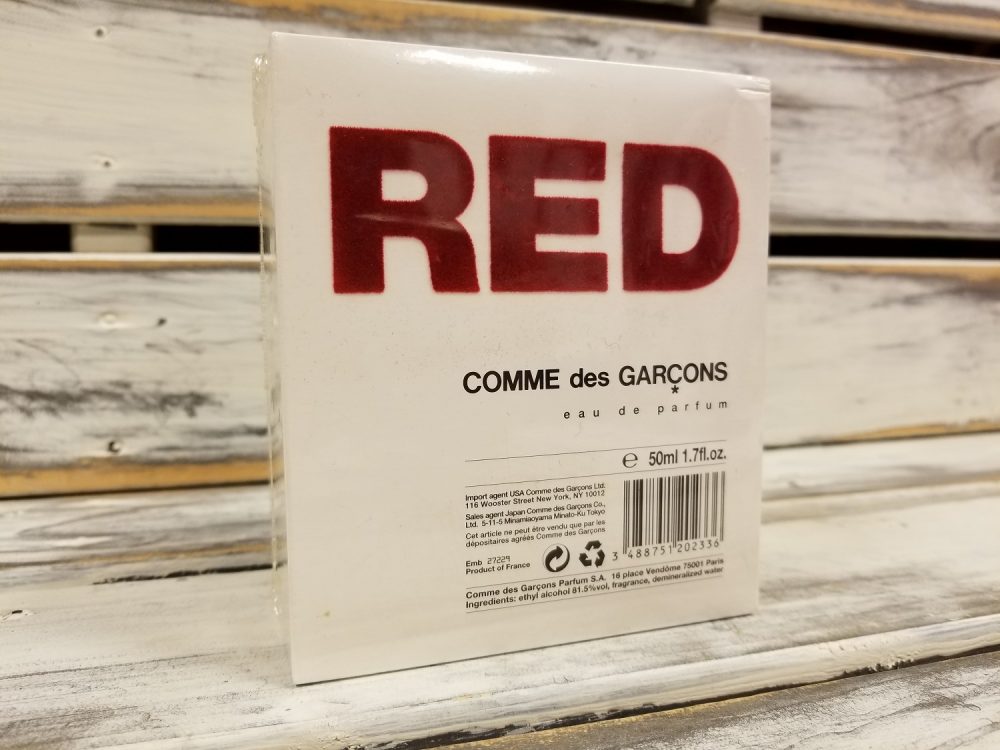 RED
COMME des GARÇONS
*
eau de parfum
℮ 50ml 1.7fl.oz.
Import agent USA Comme des Garçons Ltd.
116 Wooster Street New York, NY 10012
Sales agent Japan Comme des Garçons Co.,
Ltd. 5-11-5 Minamiaoyama Minato-Ku Tokyo
Cet article ne peut être vendu que par les
dépositaires agréés Comme des Garçons
Emb 27229
Product of France
3 488751 202336
Comme des Garçons Parfum S.A. 16 place Vendôme 75001 Paris
Ingredients: ethyl alcohol 81.5%vol, fragrance, demineralized water